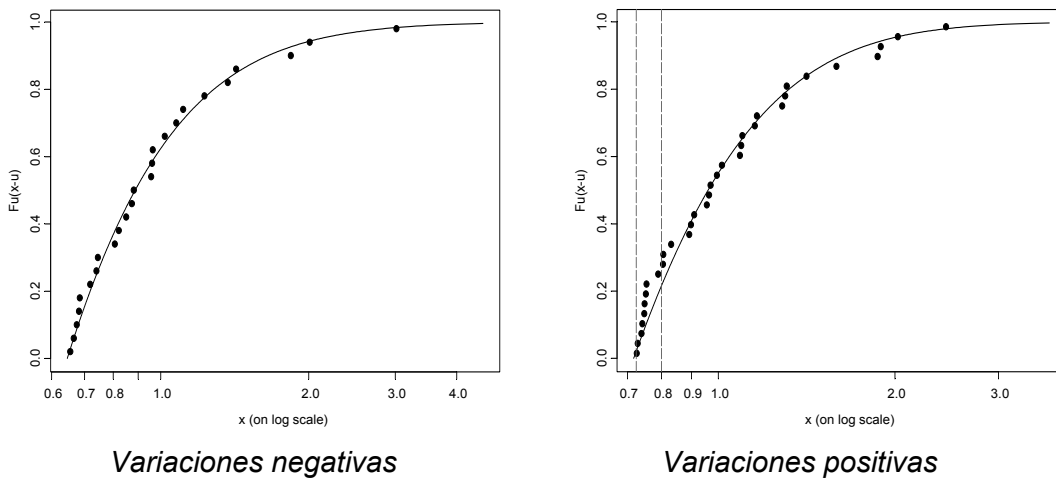 1.0
0.8
0.6
0.4
0.2
0.0
Fu(x-u)
0.6 0.7 0.8 1.0 2.0 3.0 4.0
x (on log scale)
Variaciones negativas
1.0
0.8
0.6
0.4
0.2
0.0
Fu(x-u)
0.7 0.8 0.9 1.0 2.0 3.0
x (on log scale)
Variaciones positivas